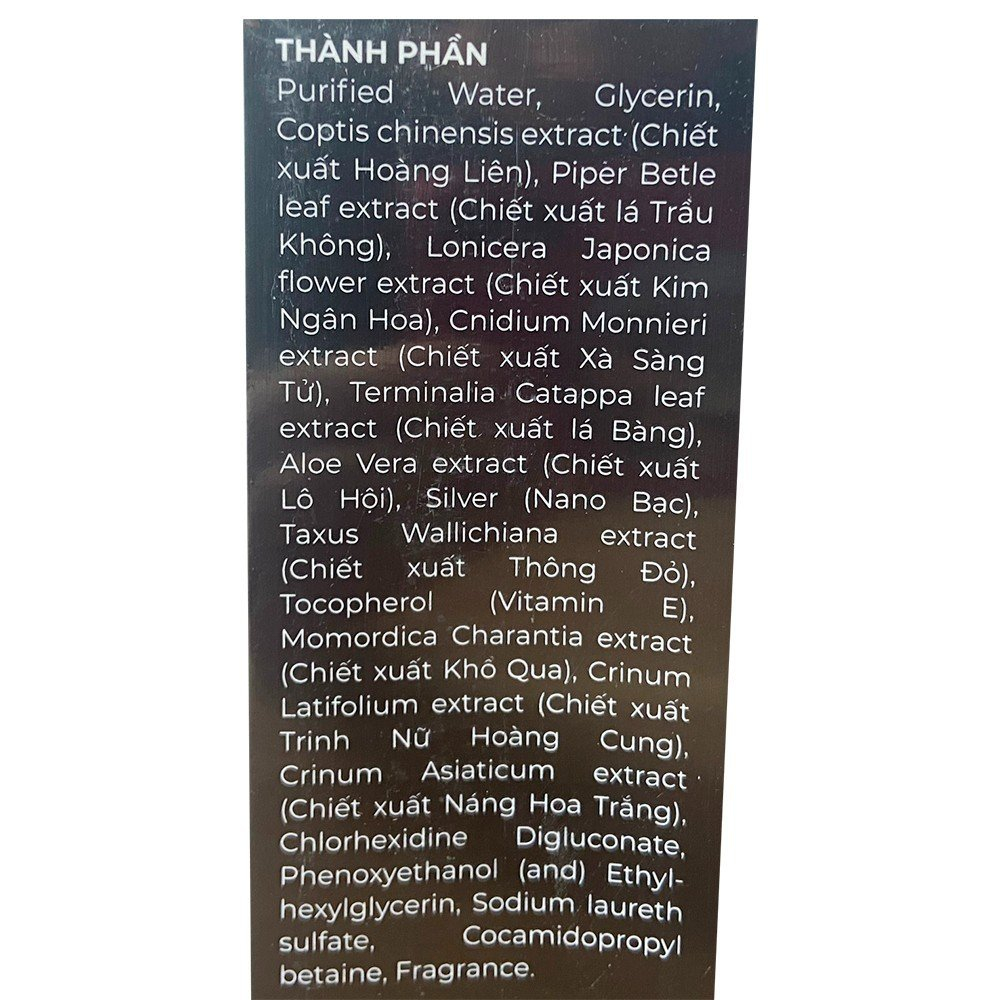 THÀNH PHẦN
Purified Water, Glycerin,
Coptis chinensis extract (Chiết
xuất Hoàng Liên), Piper Betle
leaf extract (Chiết xuất lá Trầu
Không), Lonicera Japonica
flower extract (Chiết xuất Kim
Ngân Hoa), Cnidium Monnieri
extract (Chiết xuất Xà Sàng
Tử), Terminalia Catappa leaf
extract (Chiết xuất lá Bàng),
Aloe Vera extract (Chiết xuất
Lô Hội), Silver (Nano Bạc),
Taxus Wallichiana extract
(Chiết xuất Thông Đỏ),
Tocopherol (Vitamin E),
Momordica Charantia extract
(Chiết xuất Khổ Qua), Crinum
Latifolium extract (Chiết xuất
Trinh Nữ Hoàng Cung),
Crinum Asiaticum extract
(Chiết xuất Náng Hoa Trắng),
Chlorhexidine Digluconate,
Phenoxyethanol (and) Ethyl-
hexylglycerin, Sodium laureth
sulfate, Cocamidopropyl
betaine, Fragrance.